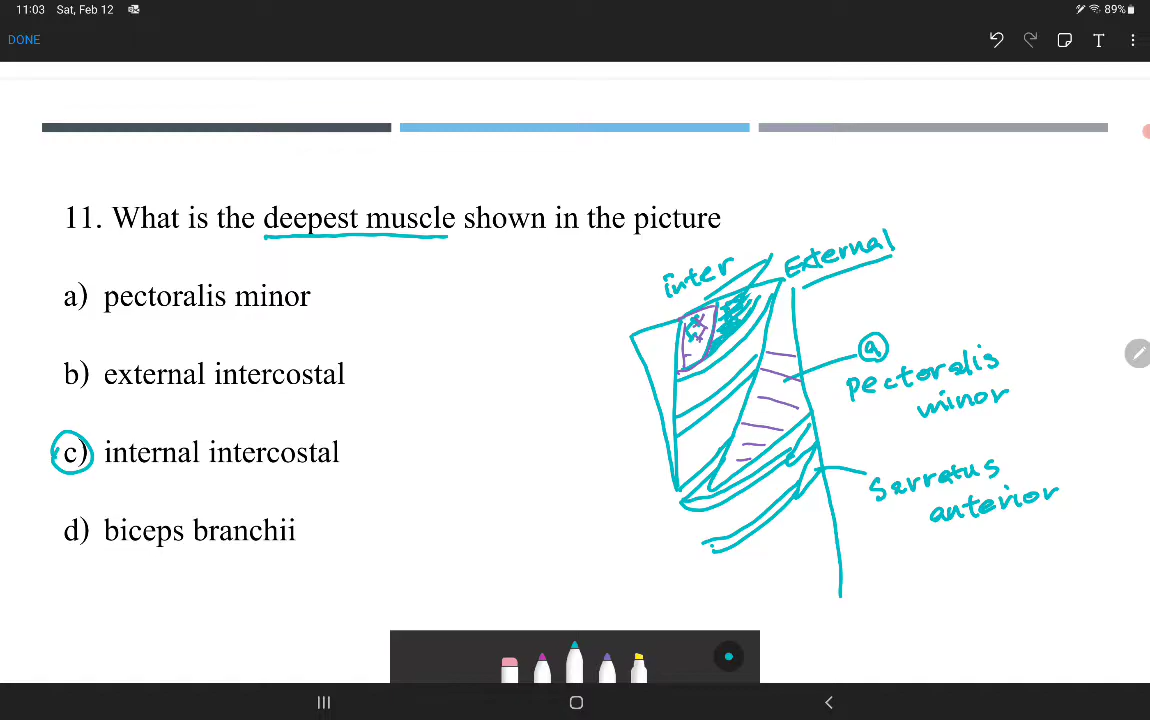 11:03 Sat, Feb 12
89%
DONE
T
11. What is the deepest muscle shown in the picture
a) pectoralis minor
b) external intercostal
c) internal intercostal
d) biceps branchii
inter
External
a
pectoralis
minor
Serratus
anterior